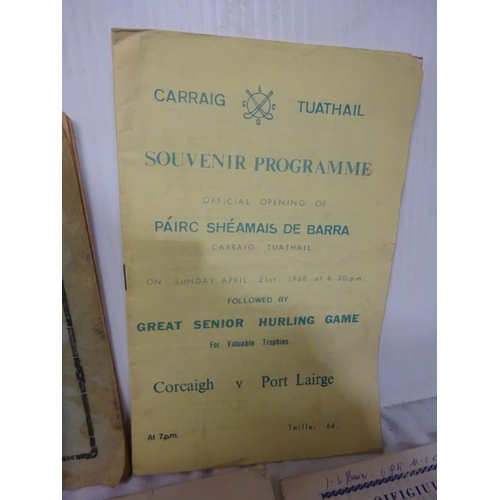 CARRAIG TUATHAIL
SOUVENIR PROGRAMME
OFFICIAL OPENING OF
PÁIRC SHÉAMAIS DE BARRA
CARRAIG TUATHAIL
ON SUNDAY APRIL 21st, 1968 at 6.30 p.m.
FOLLOWED BY
GREAT SENIOR HURLING GAME
For Valuable Trophies
Corcaigh v Port Lairge
At 7p.m. Taille: 6d.